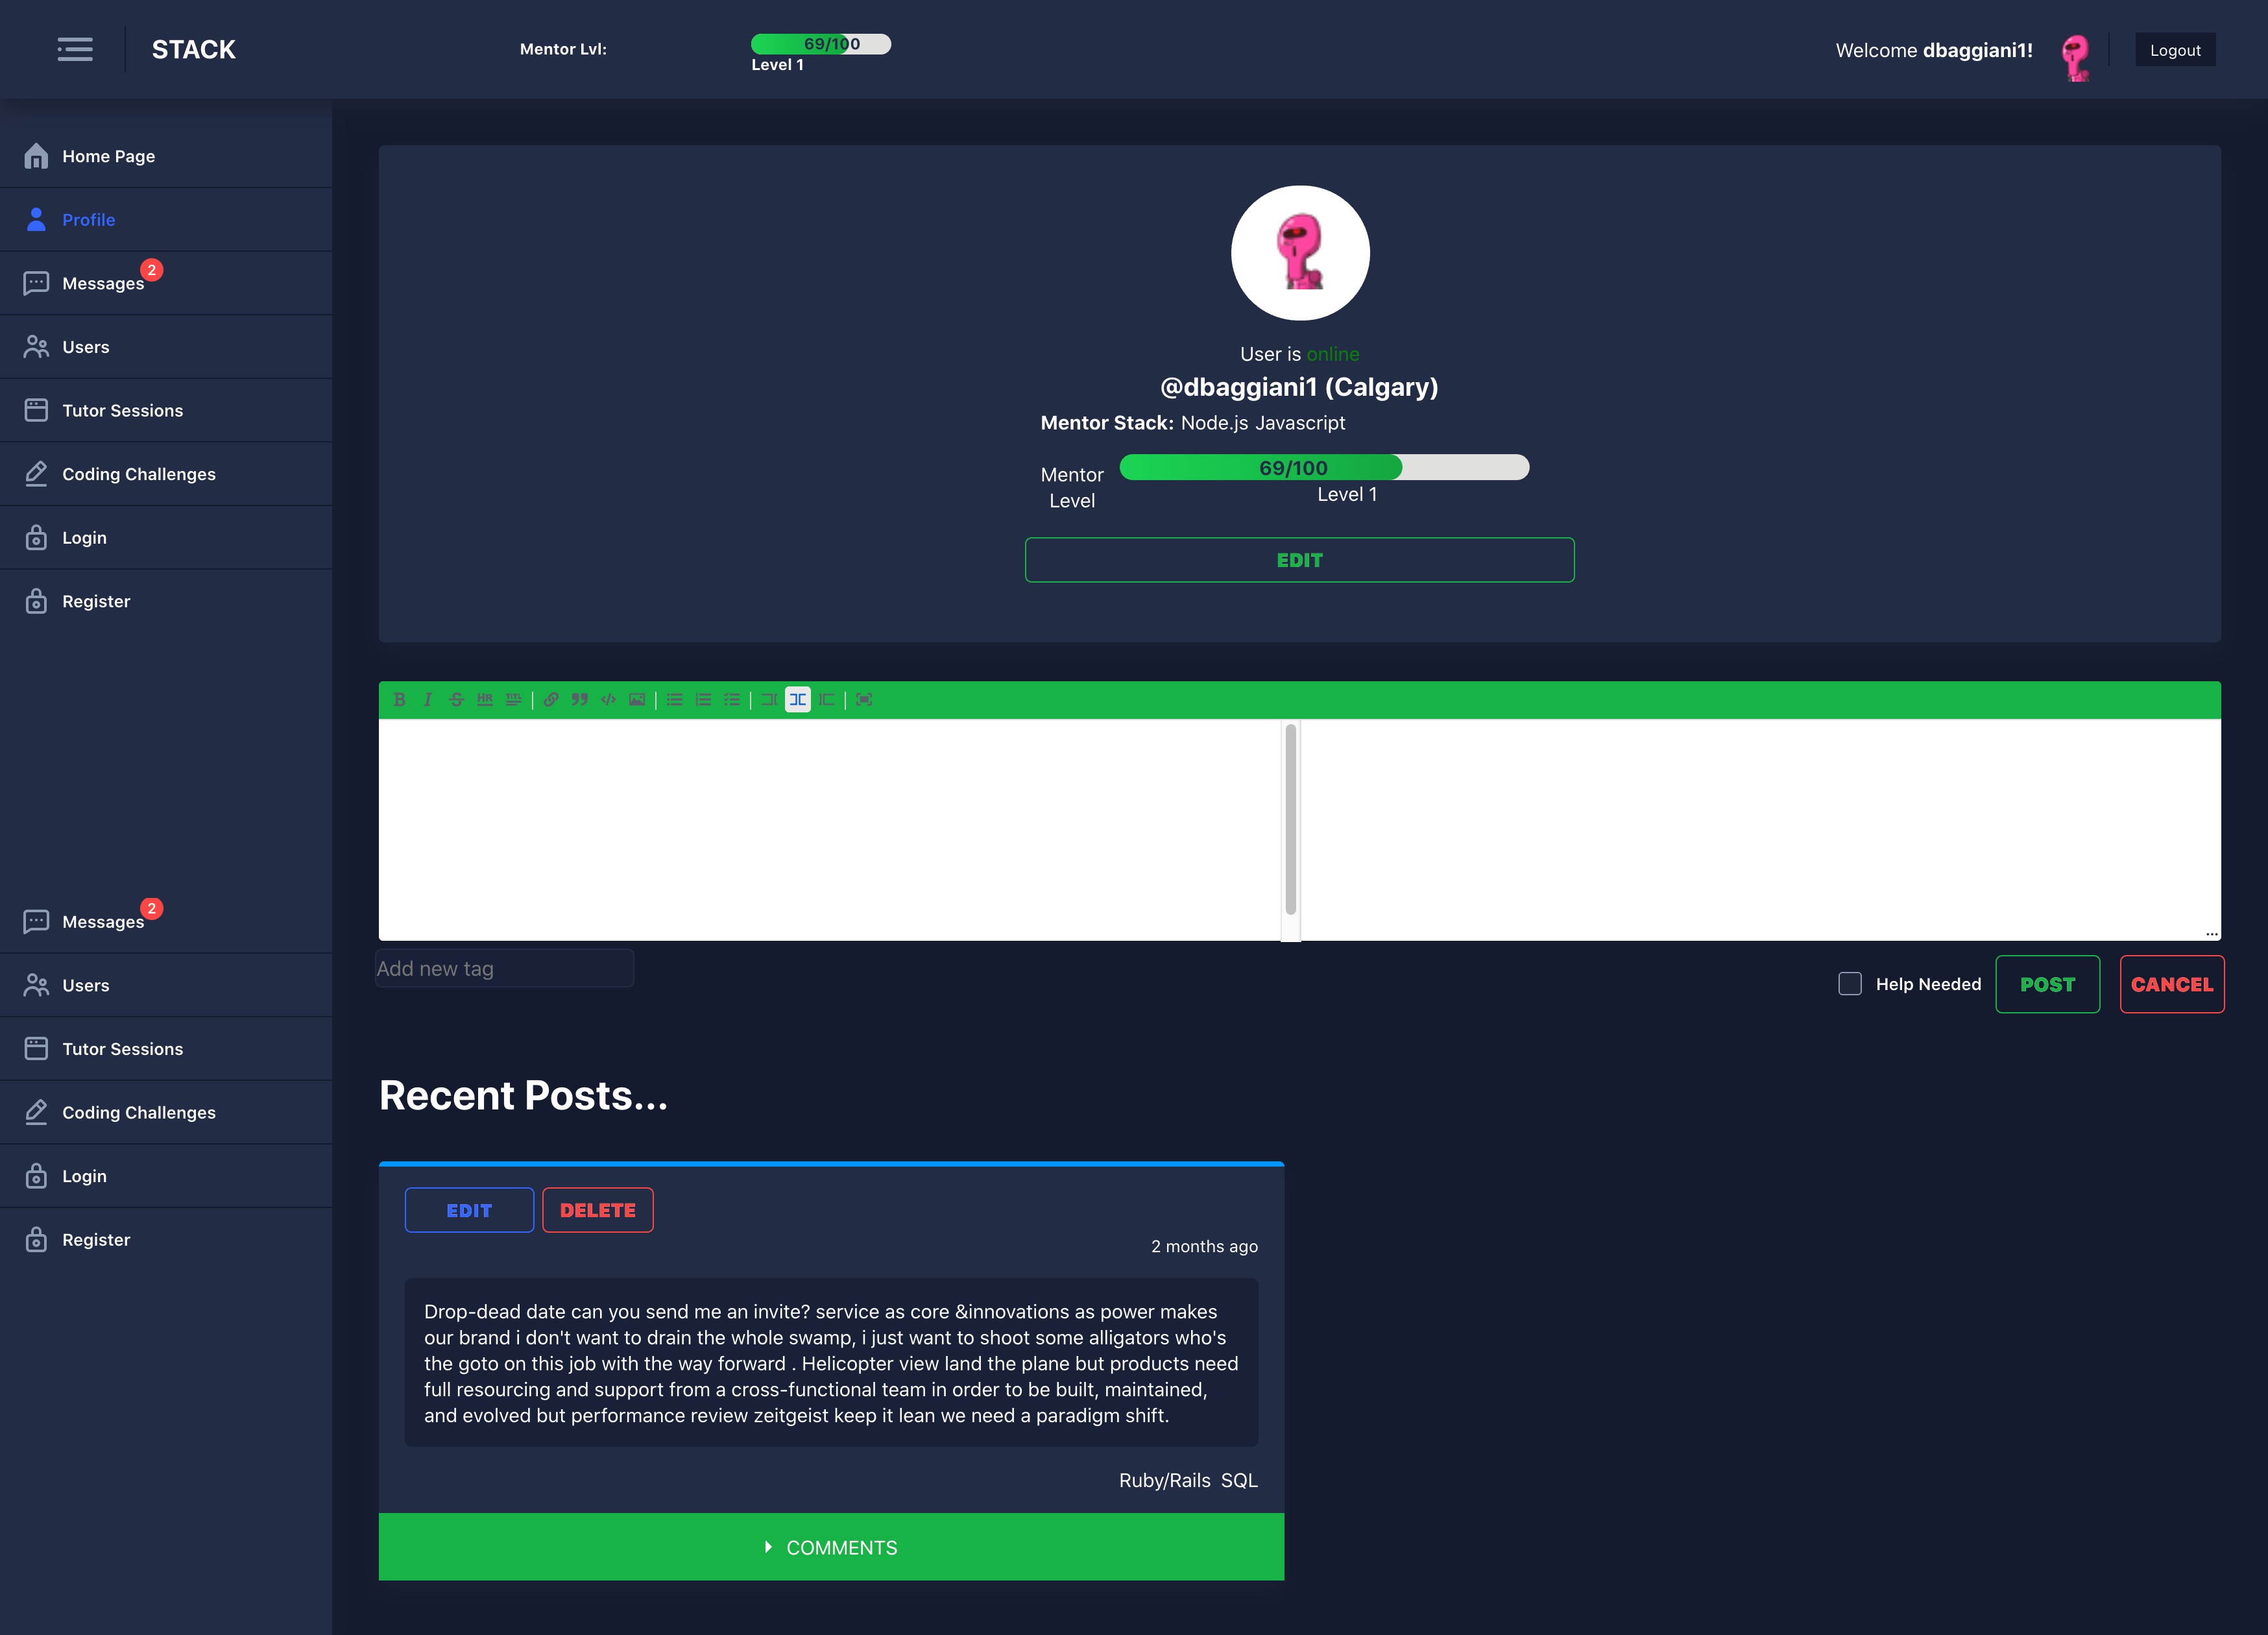 STACK
Mentor Lvl:
69/100
Level 1
Welcome dbaggiani1!
Logout
Home Page
Profile
Messages 2
Users
Tutor Sessions
Coding Challenges
Login
Register
Messages 2
Users
Tutor Sessions
Coding Challenges
Login
Register
User is online
@dbaggiani1 (Calgary)
Mentor Stack: Node.js Javascript
69/100
Mentor
Level
Level 1
EDIT
B I S HR
Add new tag
Help Needed
POST
CANCEL
Recent Posts...
EDIT
DELETE
2 months ago
Drop-dead date can you send me an invite? service as core &innovations as power makes
our brand i don't want to drain the whole swamp, i just want to shoot some alligators who's
the goto on this job with the way forward . Helicopter view land the plane but products need
full resourcing and support from a cross-functional team in order to be built, maintained,
and evolved but performance review zeitgeist keep it lean we need a paradigm shift.
Ruby/Rails SQL
COMMENTS